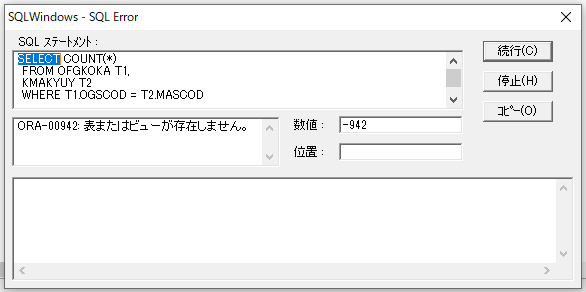 SQLWindows - SQL Error
SQL ステートメント :
SELECT COUNT(*)
FROM OFGKOKA T1,
KMAKYUY T2
WHERE T1.OGSCOD = T2.MASCOD
続行(C)
停止(H)
コピー(O)
ORA-00942: 表またはビューが存在しません。
数値 : -942
位置 :